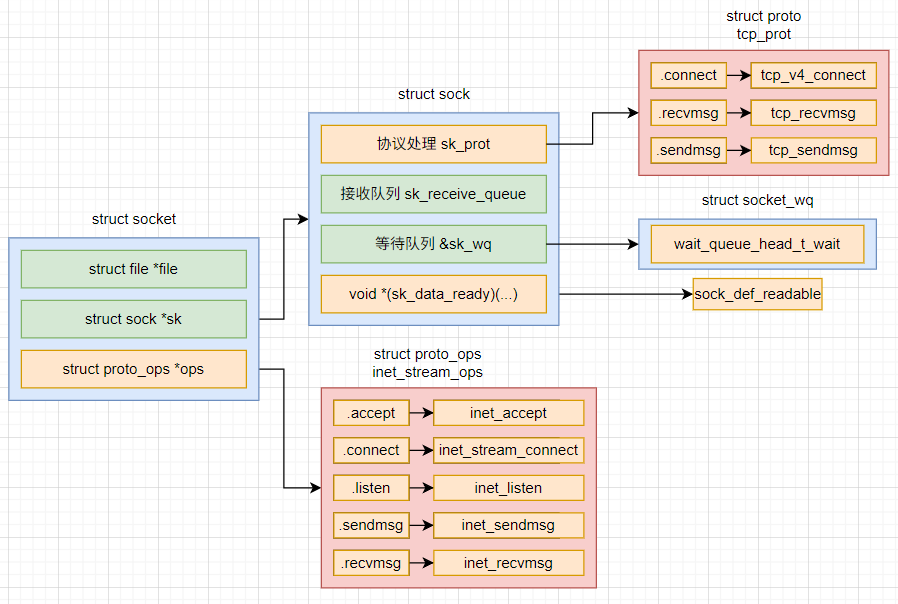 struct proto
tcp_prot
.connect
tcp_v4_connect
.recvmsg
tcp_recvmsg
.sendmsg
tcp_sendmsg
struct sock
协议处理 sk_prot
接收队列 sk_receive_queue
等待队列 &sk_wq
void *(sk_data_ready)(...)
struct socket_wq
wait_queue_head_t_wait
sock_def_readable
struct socket
struct file *file
struct sock *sk
struct proto_ops *ops
struct proto_ops
inet_stream_ops
.accept
inet_accept
.connect
inet_stream_connect
.listen
inet_listen
.sendmsg
inet_sendmsg
.recvmsg
inet_recvmsg